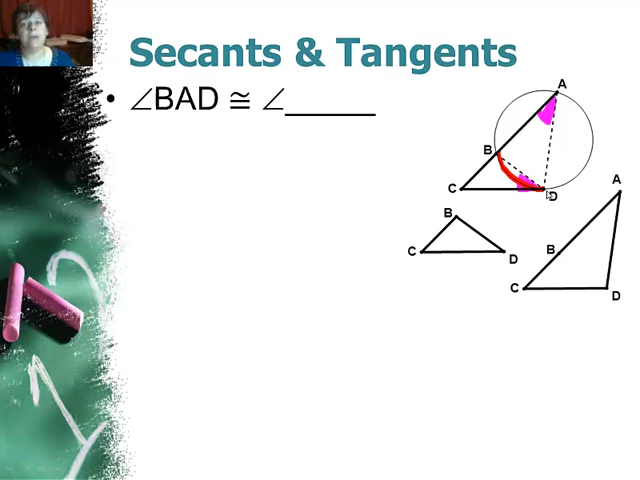 Secants & Tangents
• ∠BAD ≅ ∠_____
A
B
C
D
B
C
D
A
B
C
D